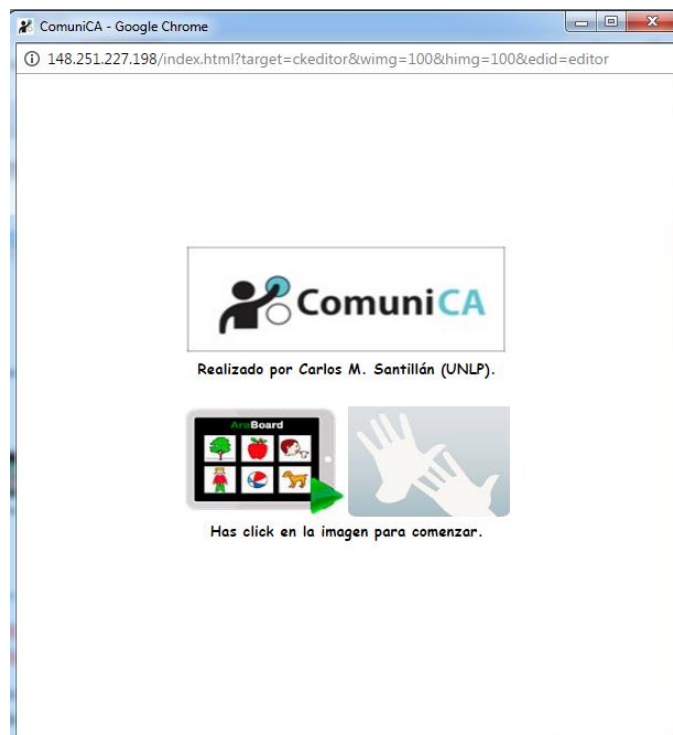 ComuniCA - Google Chrome
148.251.227.198/index.html?target=ckeditor&wimg=100&himg=100&edid=editor
ComuniCA
Realizado por Carlos M. Santillán (UNLP).
AraBoard
Has click en la imagen para comenzar.